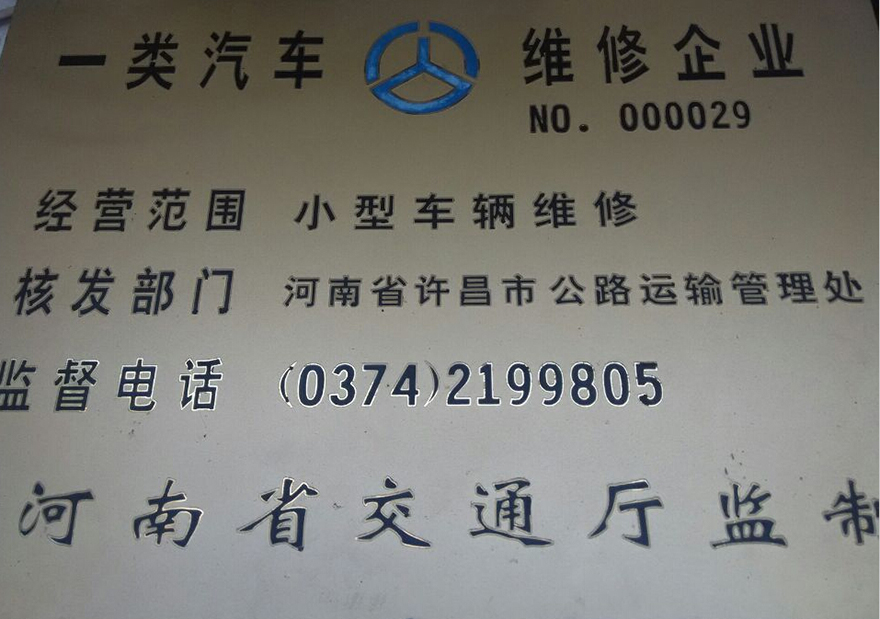 一类汽车 维修企业
NO. 000029
经营范围 小型车辆维修
核发部门 河南省许昌市公路运输管理处
监督电话 (0374)2199805
河南省交通厅监制